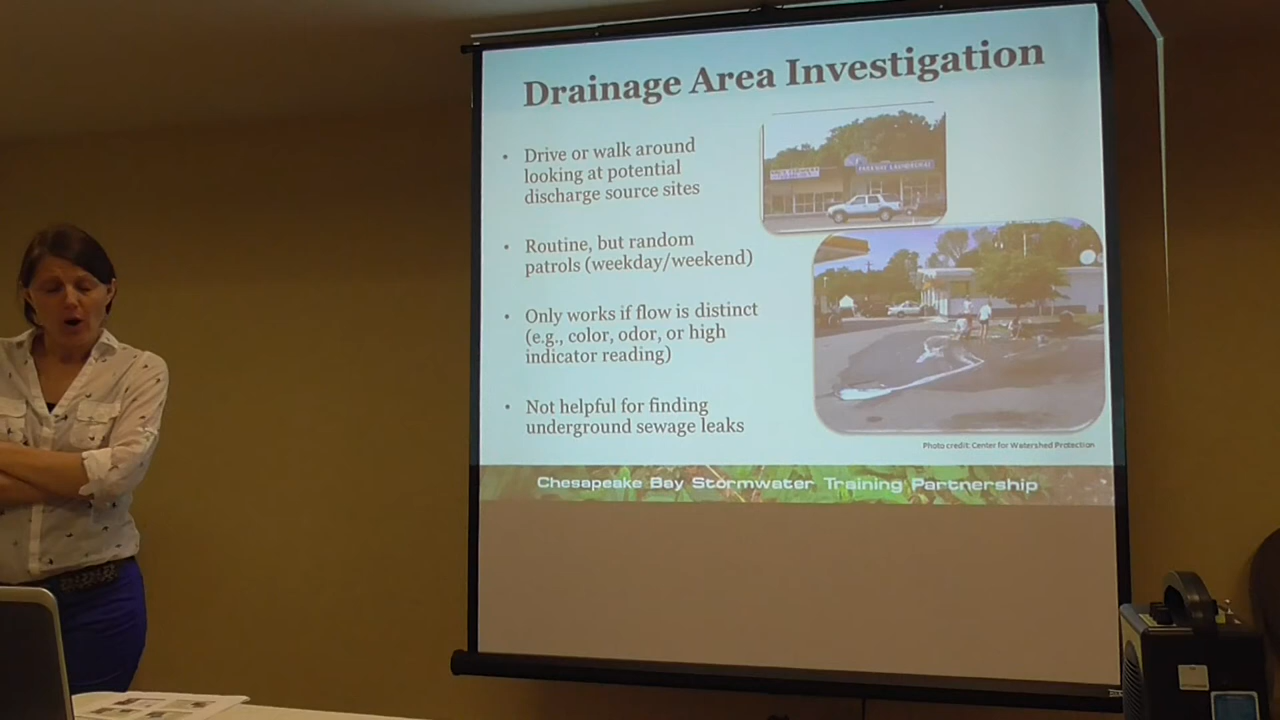 Drainage Area Investigation
• Drive or walk around
looking at potential
discharge source sites
• Routine, but random
patrols (weekday/weekend)
• Only works if flow is distinct
(e.g., color, odor, or high
indicator reading)
• Not helpful for finding
underground sewage leaks
Photo credit: Center for Watershed Protection
Chesapeake Bay Stormwater Training Partnership